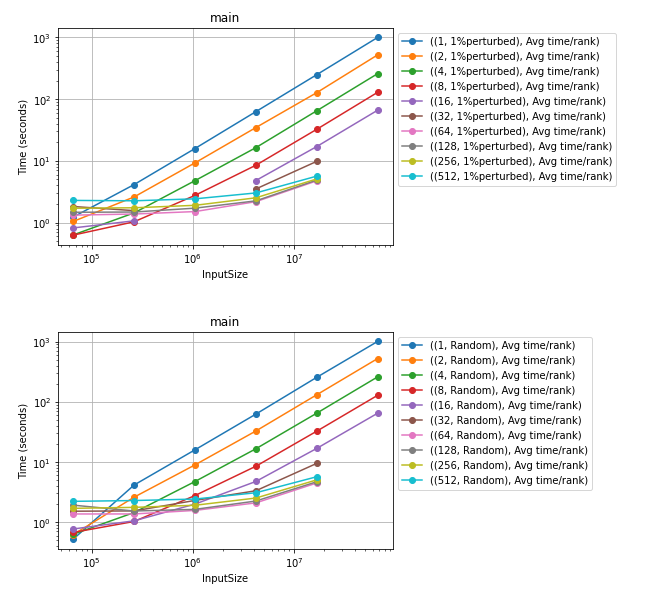 main
10³
10²
10¹
10⁰
Time (seconds)
10⁵
10⁶
10⁷
InputSize
((1, 1%perturbed), Avg time/rank)
((2, 1%perturbed), Avg time/rank)
((4, 1%perturbed), Avg time/rank)
((8, 1%perturbed), Avg time/rank)
((16, 1%perturbed), Avg time/rank)
((32, 1%perturbed), Avg time/rank)
((64, 1%perturbed), Avg time/rank)
((128, 1%perturbed), Avg time/rank)
((256, 1%perturbed), Avg time/rank)
((512, 1%perturbed), Avg time/rank)
main
10³
10²
10¹
10⁰
Time (seconds)
10⁵
10⁶
10⁷
InputSize
((1, Random), Avg time/rank)
((2, Random), Avg time/rank)
((4, Random), Avg time/rank)
((8, Random), Avg time/rank)
((16, Random), Avg time/rank)
((32, Random), Avg time/rank)
((64, Random), Avg time/rank)
((128, Random), Avg time/rank)
((256, Random), Avg time/rank)
((512, Random), Avg time/rank)